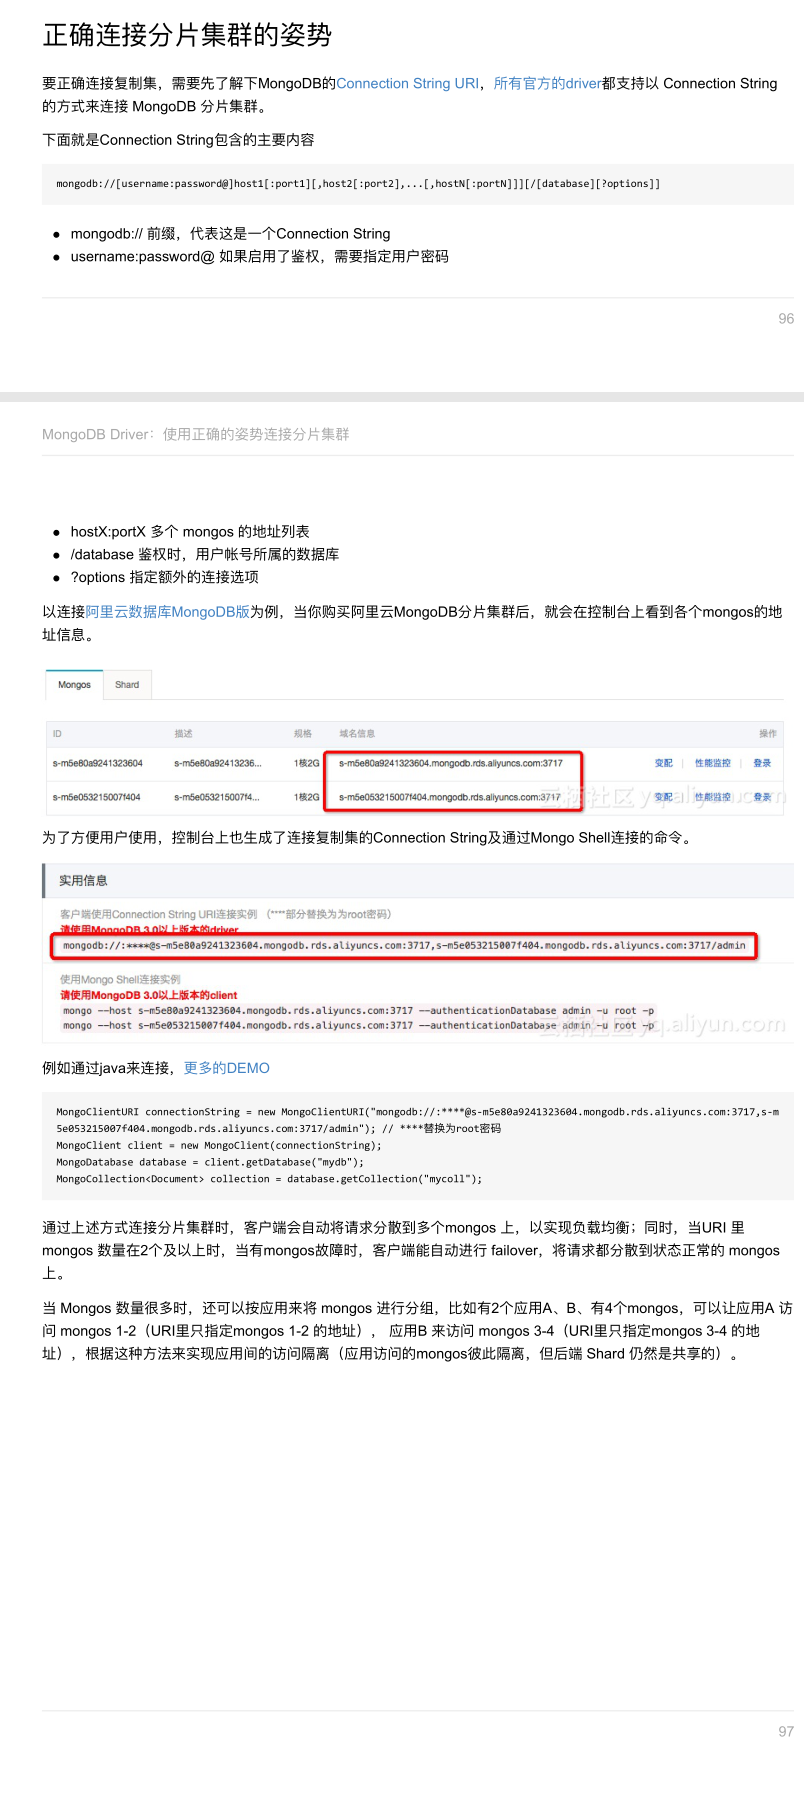 正确连接分片集群的姿势
要正确连接复制集，需要先了解下MongoDB的Connection String URI，所有官方的driver都支持以 Connection String
的方式来连接 MongoDB 分片集群。
下面就是Connection String包含的主要内容
mongodb://[username:password@]host1[:port1][,host2[:port2],...[,hostN[:portN]]][/[database][?options]]
● mongodb:// 前缀，代表这是一个Connection String
● username:password@ 如果启用了鉴权，需要指定用户密码
96
MongoDB Driver：使用正确的姿势连接分片集群
● hostX:portX 多个 mongos 的地址列表
● /database 鉴权时，用户帐号所属的数据库
● ?options 指定额外的连接选项
以连接阿里云数据库MongoDB版为例，当你购买阿里云MongoDB分片集群后，就会在控制台上看到各个mongos的地
址信息。
Mongos Shard
ID 描述 规格 域名信息 操作
s-m5e80a9241323604 s-m5e80a92413236... 1核2G s-m5e80a9241323604.mongodb.rds.aliyuncs.com:3717 变配 | 性能监控 | 登录
s-m5e053215007f404 s-m5e053215007f4... 1核2G s-m5e053215007f404.mongodb.rds.aliyuncs.com:3717 变配 | 性能监控 | 登录
云栖社区 yq.aliyun.com
为了方便用户使用，控制台上也生成了连接复制集的Connection String及通过Mongo Shell连接的命令。
实用信息
客户端使用Connection String URI连接实例 （****部分替换为为root密码）
请使用MongoDB 3.0以上版本的driver
mongodb://:****@s-m5e80a9241323604.mongodb.rds.aliyuncs.com:3717,s-m5e053215007f404.mongodb.rds.aliyuncs.com:3717/admin
使用Mongo Shell连接实例
请使用MongoDB 3.0以上版本的client
mongo --host s-m5e80a9241323604.mongodb.rds.aliyuncs.com:3717 --authenticationDatabase admin -u root -p
mongo --host s-m5e053215007f404.mongodb.rds.aliyuncs.com:3717 --authenticationDatabase admin -u root -p
云栖社区 yq.aliyun.com
例如通过java来连接，更多的DEMO
MongoClientURI connectionString = new MongoClientURI("mongodb://:****@s-m5e80a9241323604.mongodb.rds.aliyuncs.com:3717,s-m
5e053215007f404.mongodb.rds.aliyuncs.com:3717/admin"); // ****替换为root密码
MongoClient client = new MongoClient(connectionString);
MongoDatabase database = client.getDatabase("mydb");
MongoCollection<Document> collection = database.getCollection("mycoll");
通过上述方式连接分片集群时，客户端会自动将请求分散到多个mongos 上，以实现负载均衡；同时，当URI 里
mongos 数量在2个及以上时，当有mongos故障时，客户端能自动进行 failover，将请求都分散到状态正常的 mongos
上。
当 Mongos 数量很多时，还可以按应用来将 mongos 进行分组，比如有2个应用A、B、有4个mongos，可以让应用A 访
问 mongos 1-2（URI里只指定mongos 1-2 的地址）， 应用B 来访问 mongos 3-4（URI里只指定mongos 3-4 的地
址），根据这种方法来实现应用间的访问隔离（应用访问的mongos彼此隔离，但后端 Shard 仍然是共享的）。
97